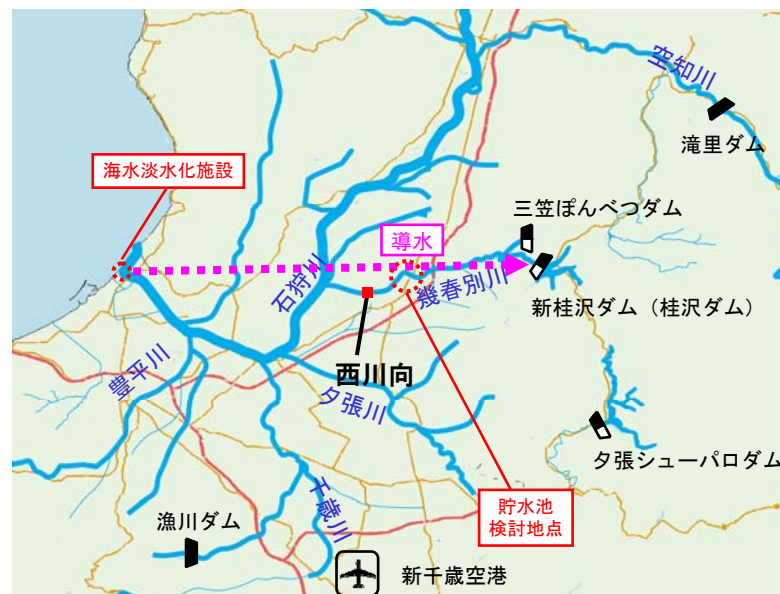 空知川
滝里ダム
海水淡水化施設
三笠ぽんべつダム
導水
石狩川
幾春別川
新桂沢ダム（桂沢ダム）
西川向
豊平川
夕張川
夕張シューパロダム
千歳川
漁川ダム
貯水池
検討地点
新千歳空港